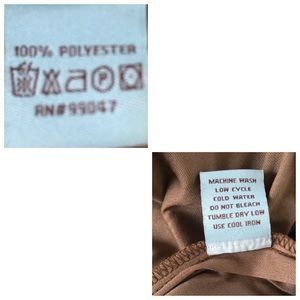 100% POLYESTER
RN#99047
MACHINE WASH
LOW CYCLE
COLD WATER
DO NOT BLEACH
TUMBLE DRY LOW
USE COOL IRON